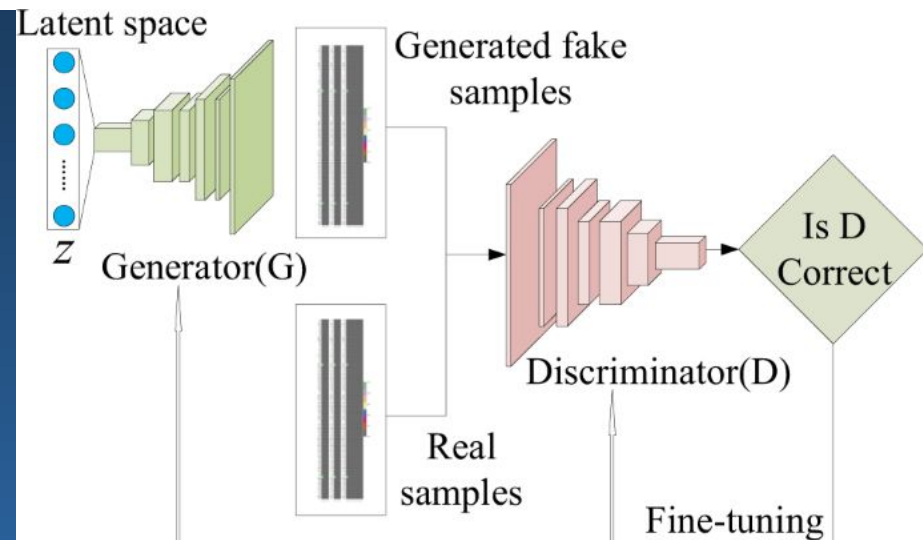 Latent space
Generated fake
samples
z
Generator(G)
Is D
Correct
Discriminator(D)
Real
samples
Fine-tuning